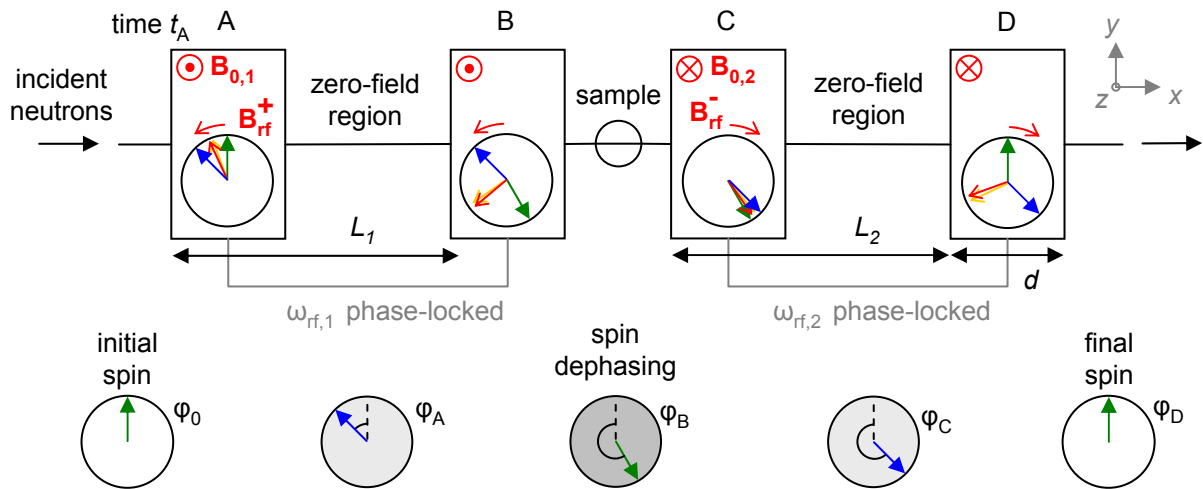 time t_A
A
B
C
D
incident
neutrons
B_0,1
B_rf^+
zero-field
region
sample
B_0,2
B_rf^-
zero-field
region
y
z
x
L_1
L_2
d
ω_rf,1 phase-locked
ω_rf,2 phase-locked
initial
spin
φ_0
φ_A
spin
dephasing
φ_B
φ_C
final
spin
φ_D